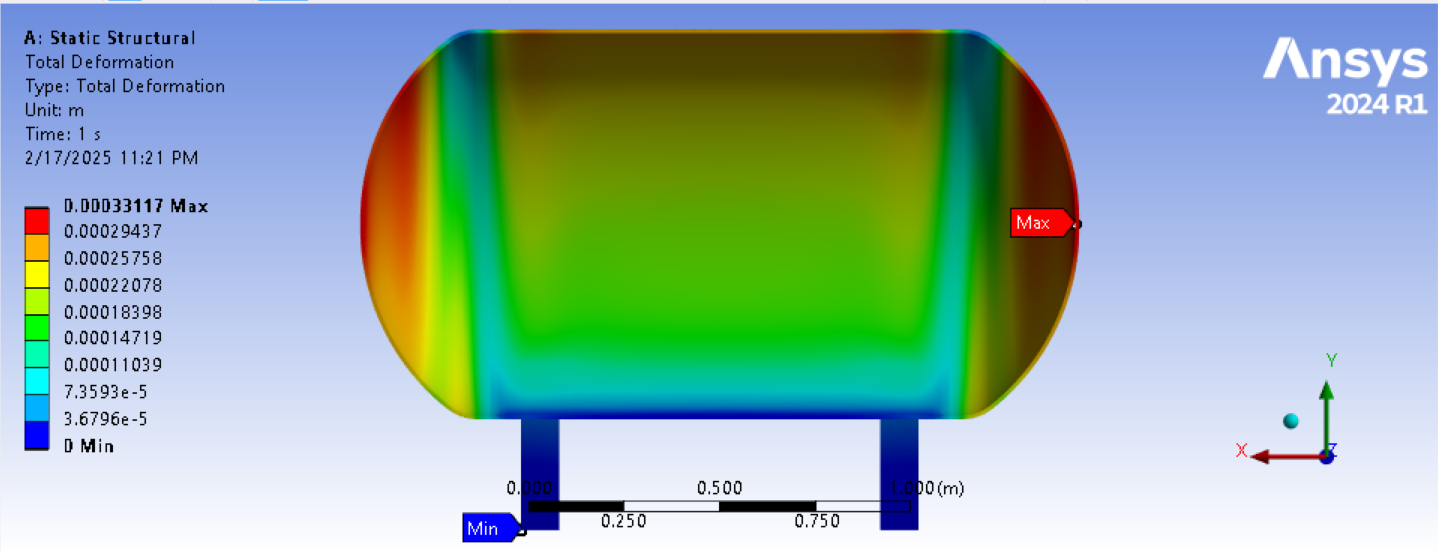 A: Static Structural
Total Deformation
Type: Total Deformation
Unit: m
Time: 1 s
2/17/2025 11:21 PM
0.00033117 Max
0.00029437
0.00025758
0.00022078
0.00018398
0.00014719
0.00011039
7.3593e-5
3.6796e-5
0 Min
Ansys
2024 R1
Max
Min
0.000 0.500 1.000 (m)
0.250 0.750
Y
X Z